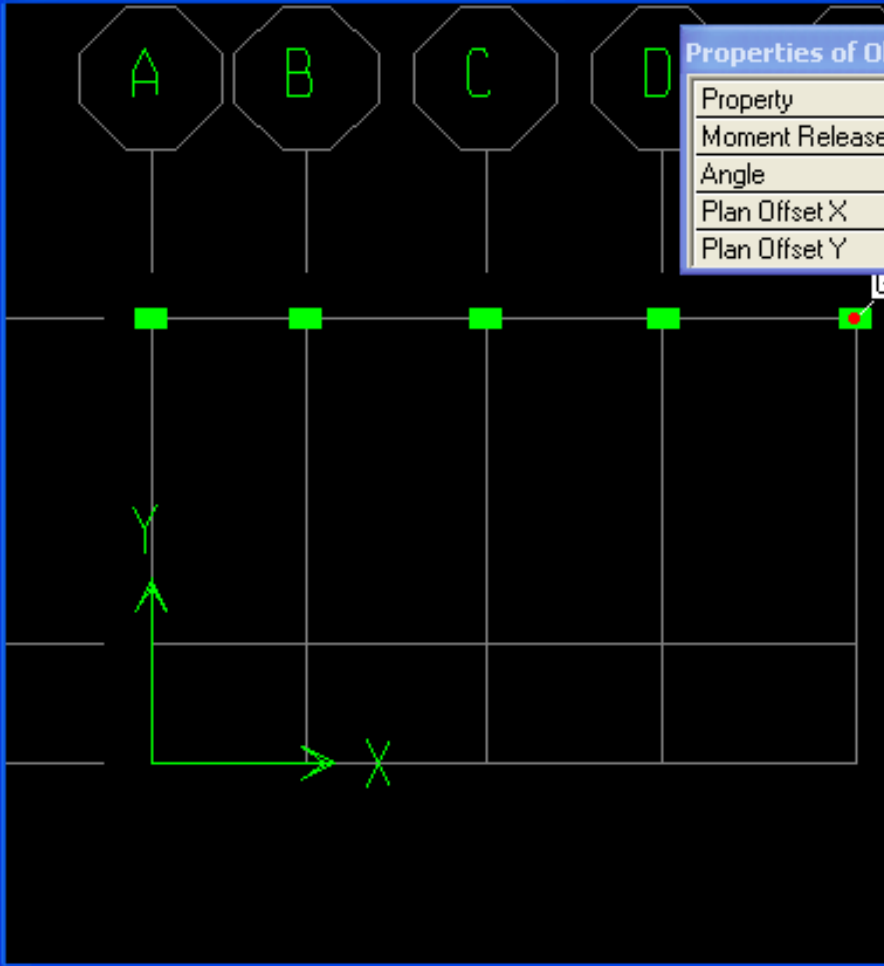 A B C D
Properties of O
Property
Moment Release
Angle
Plan Offset X
Plan Offset Y
Y
X